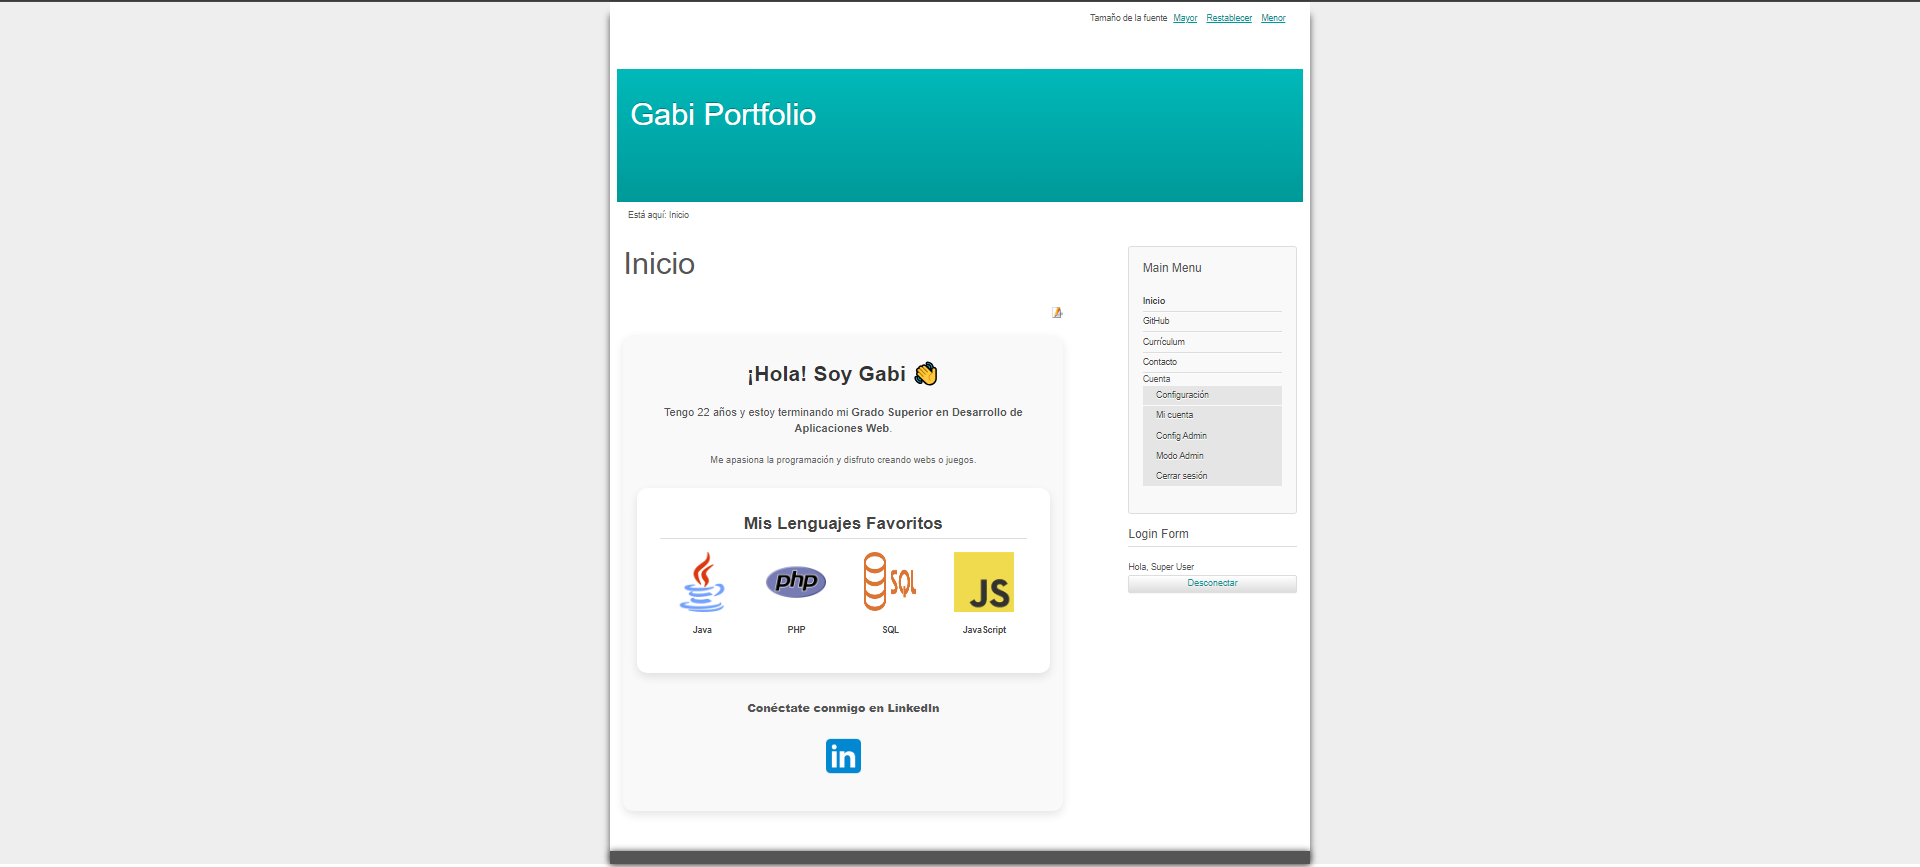 Tamaño de la fuente Mayor Restablecer Menor
Gabi Portfolio
Está aquí: Inicio
Inicio
¡Hola! Soy Gabi 👏
Tengo 22 años y estoy terminando mi Grado Superior en Desarrollo de
Aplicaciones Web.
Me apasiona la programación y disfruto creando webs o juegos.
Mis Lenguajes Favoritos
php
SQL
JS
Java
PHP
SQL
JavaScript
Conéctate conmigo en LinkedIn
in
Main Menu
Inicio
GitHub
Currículum
Contacto
Cuenta
Configuración
Mi cuenta
Config Admin
Modo Admin
Cerrar sesión
Login Form
Hola, Super User
Desconectar